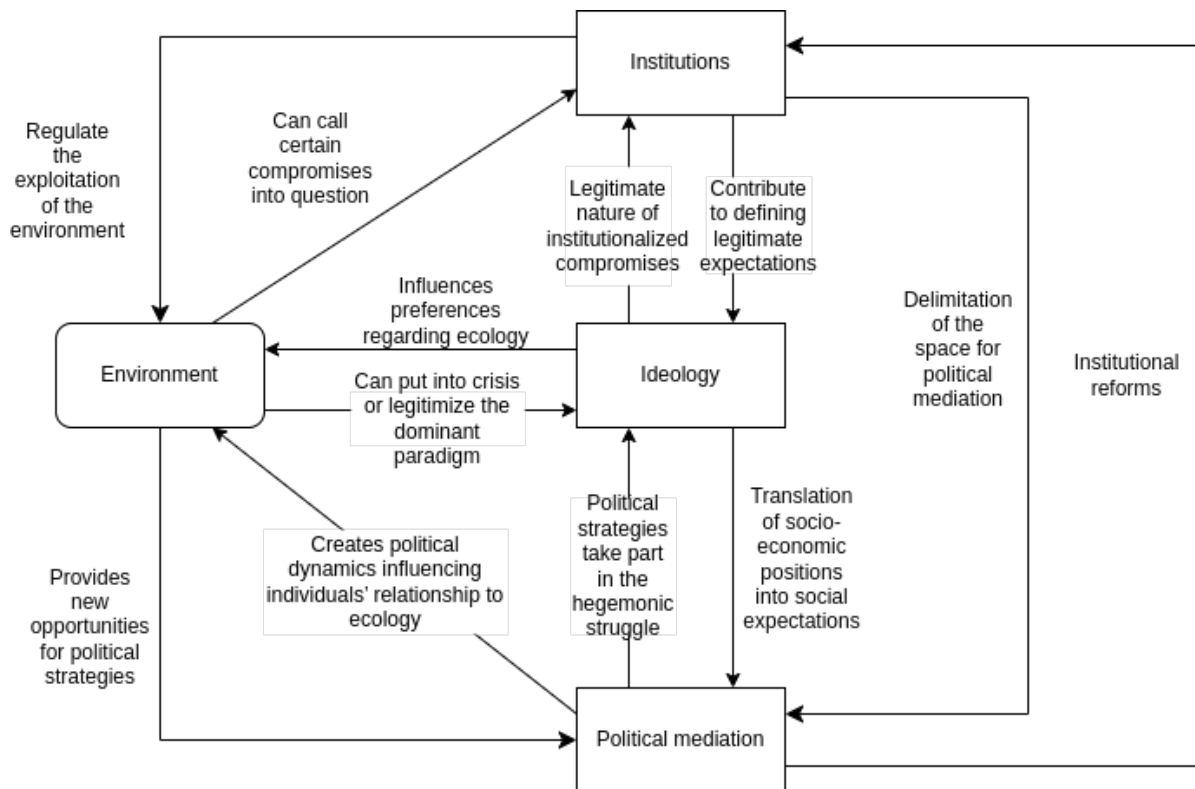 Institutions
Regulate
the
exploitation
of the
environment
Can call
certain
compromises
into question
Legitimate
nature of
institutionalized
compromises
Contribute
to defining
legitimate
expectations
Influences
preferences
regarding ecology
Delimitation
of the
space for
political
mediation
Institutional
reforms
Environment
Ideology
Can put into crisis
or legitimize the
dominant
paradigm
Creates political
dynamics influencing
individuals' relationship to
ecology
Political
strategies
take part
in the
hegemonic
struggle
Translation
of socio-
economic
positions
into social
expectations
Provides
new
opportunities
for political
strategies
Political mediation